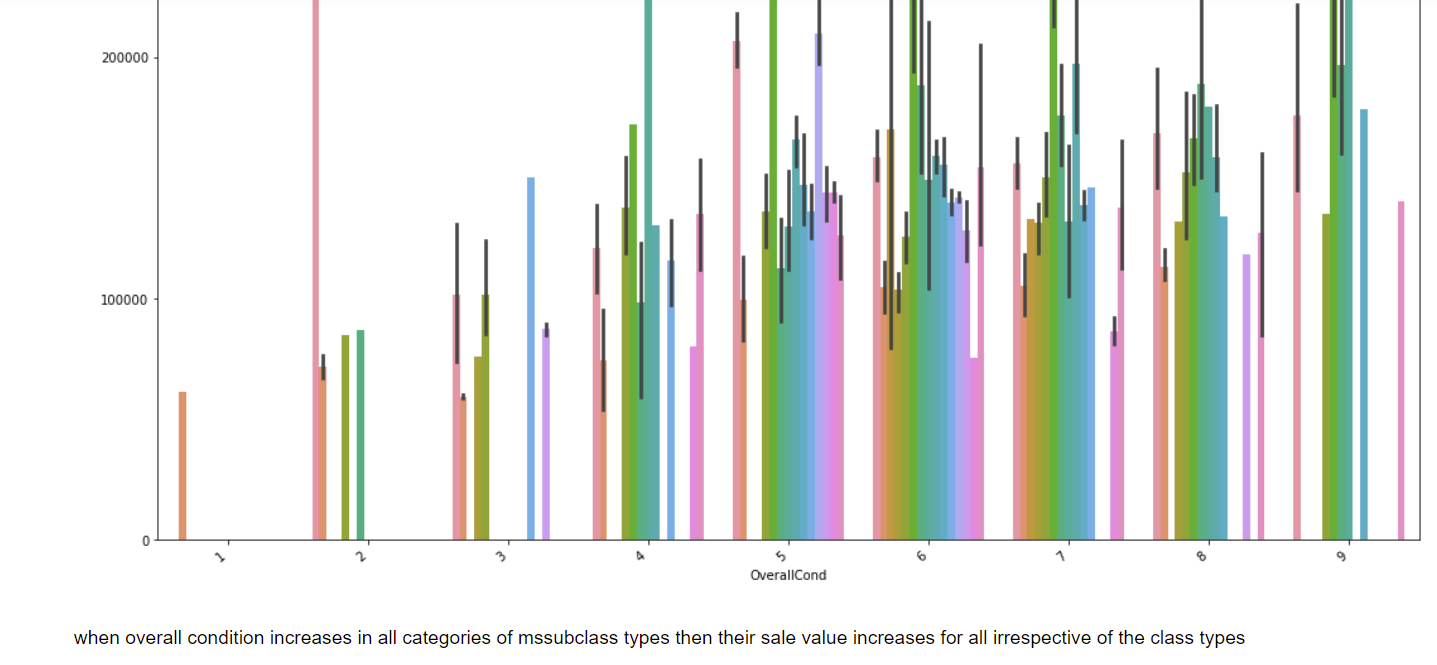 200000
100000
0
1 2 3 4 5 6 7 8 9
OverallCond
when overall condition increases in all categories of mssubclass types then their sale value increases for all irrespective of the class types